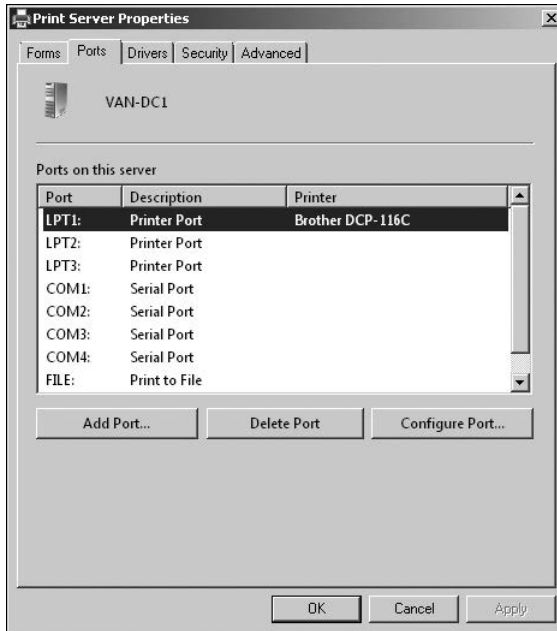 Print Server Properties
Forms Ports Drivers Security Advanced
VAN-DC1
Ports on this server
Port Description Printer
LPT1: Printer Port Brother DCP-116C
LPT2: Printer Port
LPT3: Printer Port
COM1: Serial Port
COM2: Serial Port
COM3: Serial Port
COM4: Serial Port
FILE: Print to File
Add Port... Delete Port Configure Port...
OK Cancel Apply